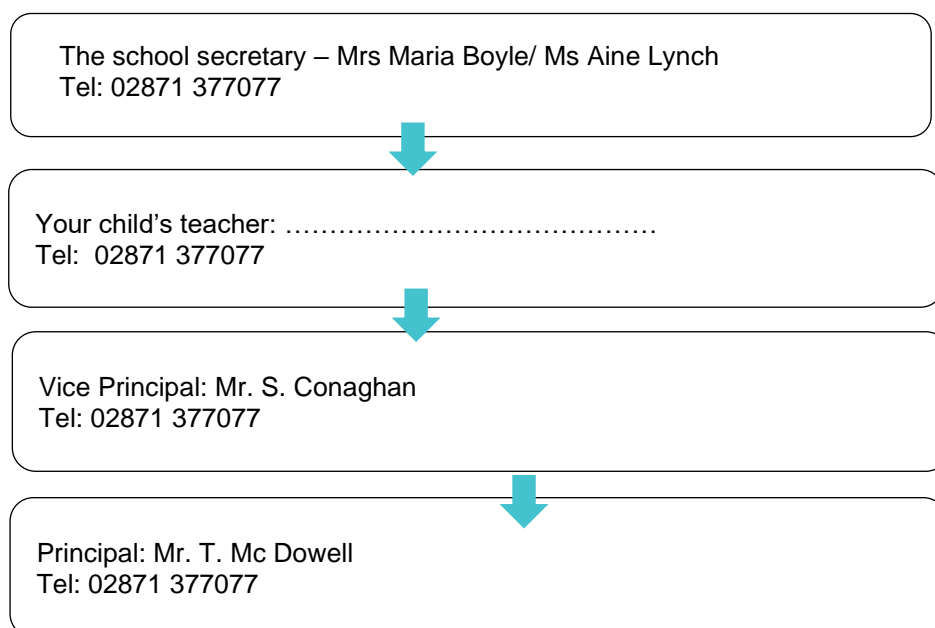 The school secretary – Mrs Maria Boyle/ Ms Aine Lynch
Tel: 02871 377077
Your child’s teacher: ……………………………………
Tel:  02871 377077
Vice Principal: Mr. S. Conaghan
Tel: 02871 377077
Principal: Mr. T. Mc Dowell
Tel: 02871 377077